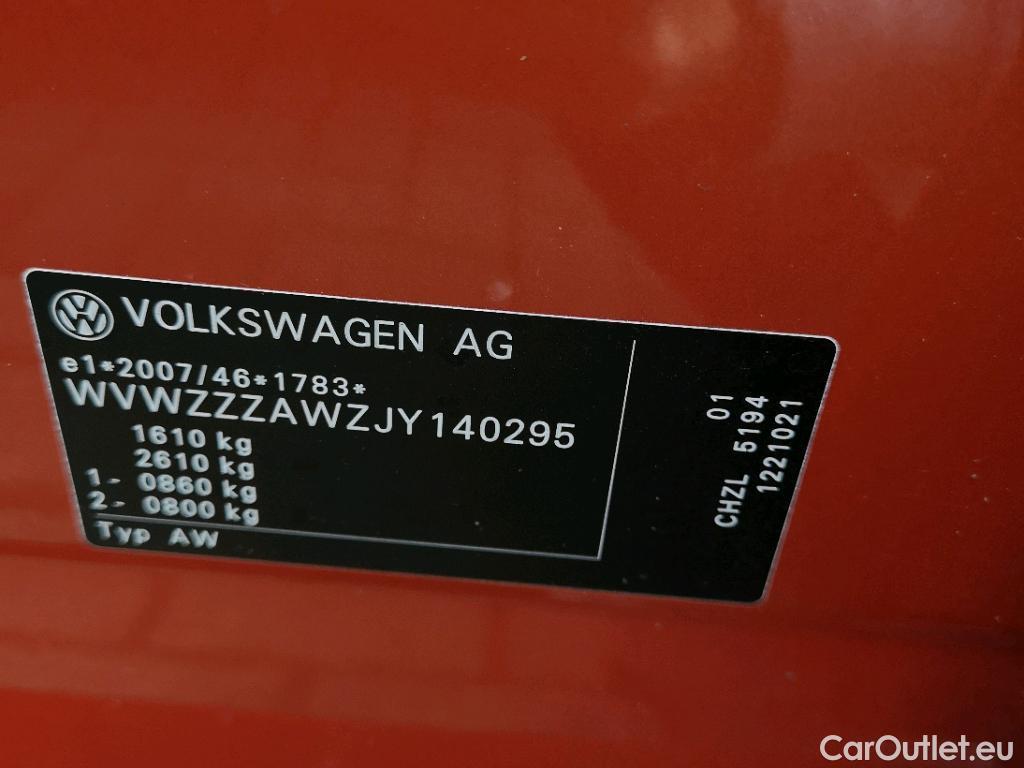 VOLKSWAGEN AG
e1*2007/46*1783*
WVWZZZAWZJY140295
1610 kg
2610 kg
1- 0860 kg
2- 0800 kg
Typ AW
01
CHZL 5194
1221021
CarOutlet.eu